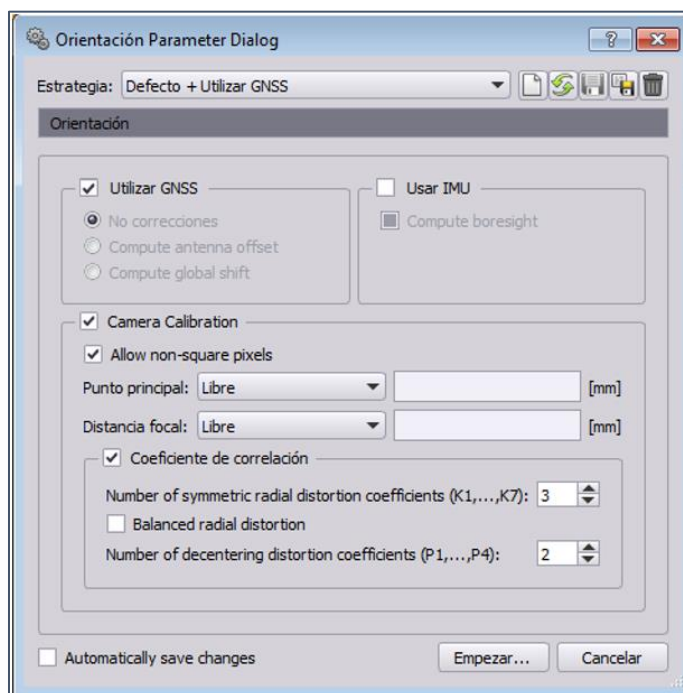 Orientación Parameter Dialog
Estrategia: Defecto + Utilizar GNSS
Orientación
Utilizar GNSS
No correcciones
Compute antenna offset
Compute global shift
Usar IMU
Compute boresight
Camera Calibration
Allow non-square pixels
Punto principal: Libre [mm]
Distancia focal: Libre [mm]
Coeficiente de correlación
Number of symmetric radial distortion coefficients (K1,...,K7): 3
Balanced radial distortion
Number of decentering distortion coefficients (P1,...,P4): 2
Automatically save changes
Empezar... Cancelar